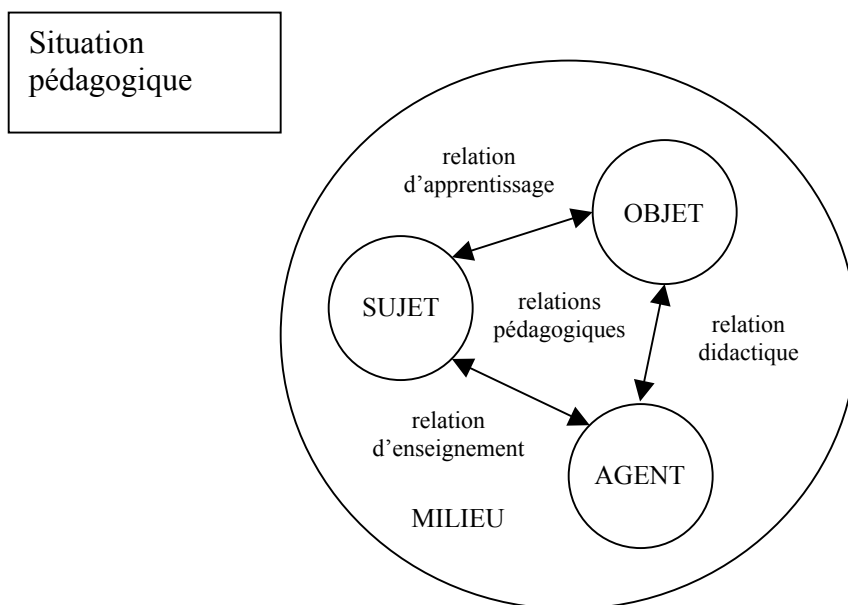 Situation
pédagogique
relation
d’apprentissage
OBJET
SUJET
relations
pédagogiques
relation
didactique
relation
d’enseignement
AGENT
MILIEU